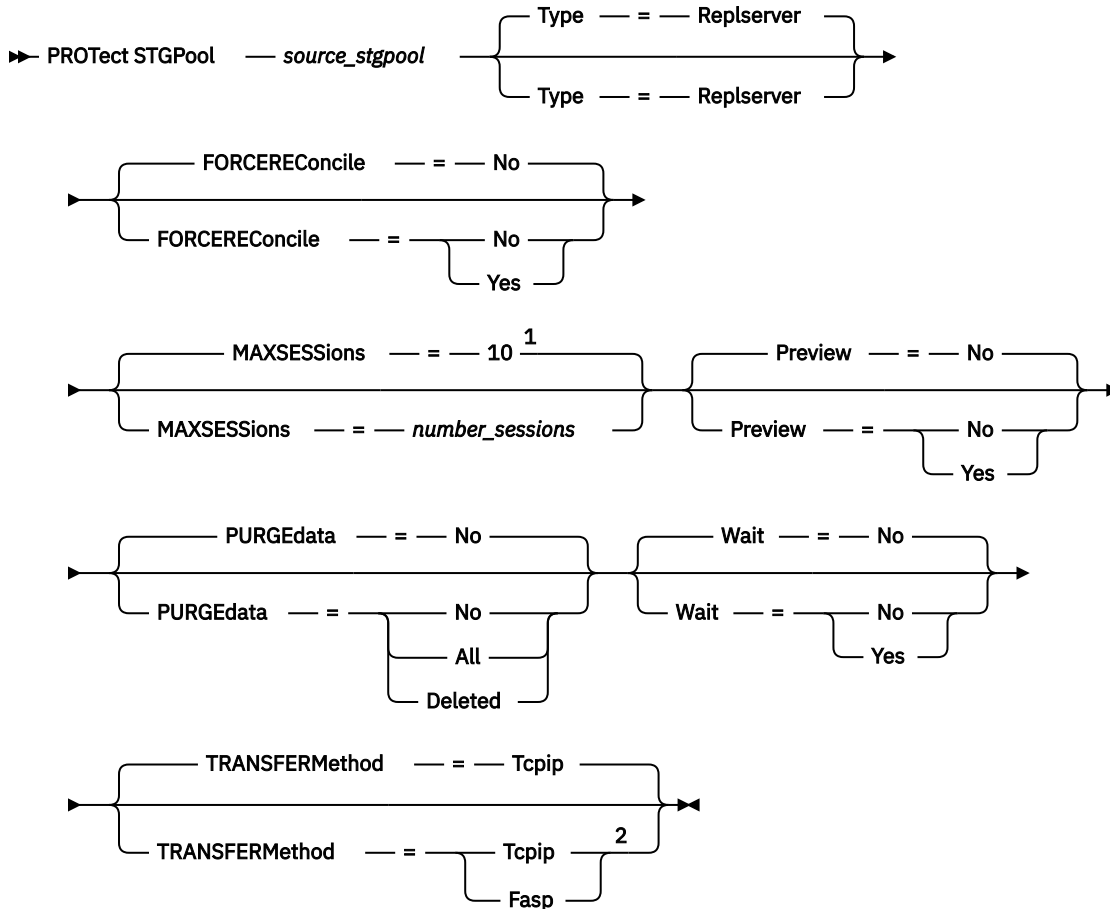 Type = Replserver
PROTect STGPool source_stgpool
Type = Replserver
FORCEREConcile = No
FORCEREConcile = No
Yes
MAXSESSions = 10 1
MAXSESSions = number_sessions
Preview = No
Preview = No
Yes
PURGEdata = No
PURGEdata = No
All
Deleted
Wait = No
Wait = No
Yes
TRANSFERMethod = Tcpip
TRANSFERMethod = Tcpip 2
Fasp